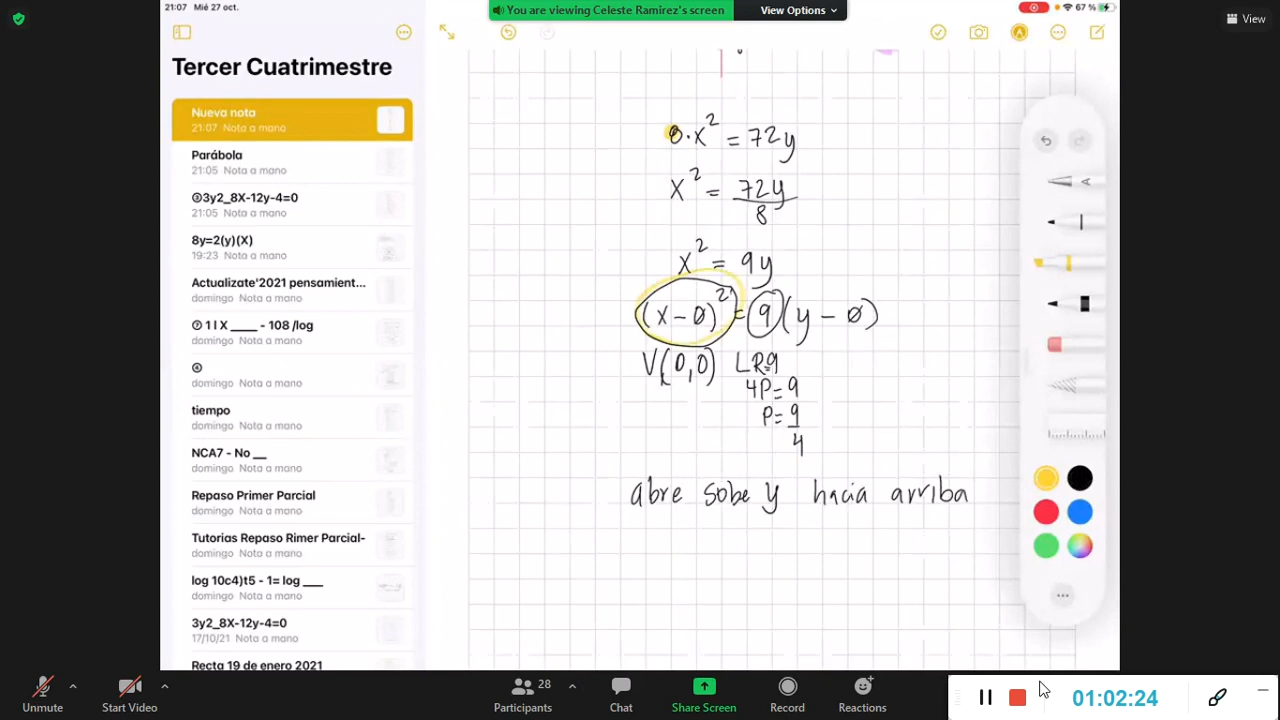 21:07 Mié 27 oct.
You are viewing Celeste Ramirez's screen
View Options
67 %
View
Tercer Cuatrimestre
Nueva nota
21:07 Nota a mano
Parábola
21:05 Nota a mano
③3y2_8X-12y-4=0
21:05 Nota a mano
8y=2(y)(X)
19:23 Nota a mano
Actualizate'2021 pensamient...
domingo Nota a mano
⑦ 1 I X ____ - 108 /log
domingo Nota a mano
④
domingo Nota a mano
tiempo
domingo Nota a mano
NCA7 - No __
domingo Nota a mano
Repaso Primer Parcial
domingo Nota a mano
Tutorias Repaso Rimer Parcial-
domingo Nota a mano
log 10c4)t5 - 1= log ___
domingo Nota a mano
3y2_8X-12y-4=0
17/10/21 Nota a mano
Recta 19 de enero 2021
·x² = 72y
x² = 72y
8
x² = 9y
(x-0)² = 9(y-0)
V(0,0) LR=9
4P=9
P=9
4
abre sobe y hacia arriba
A
Unmute
Start Video
28
Participants
Chat
Share Screen
Record
Reactions
01:02:24